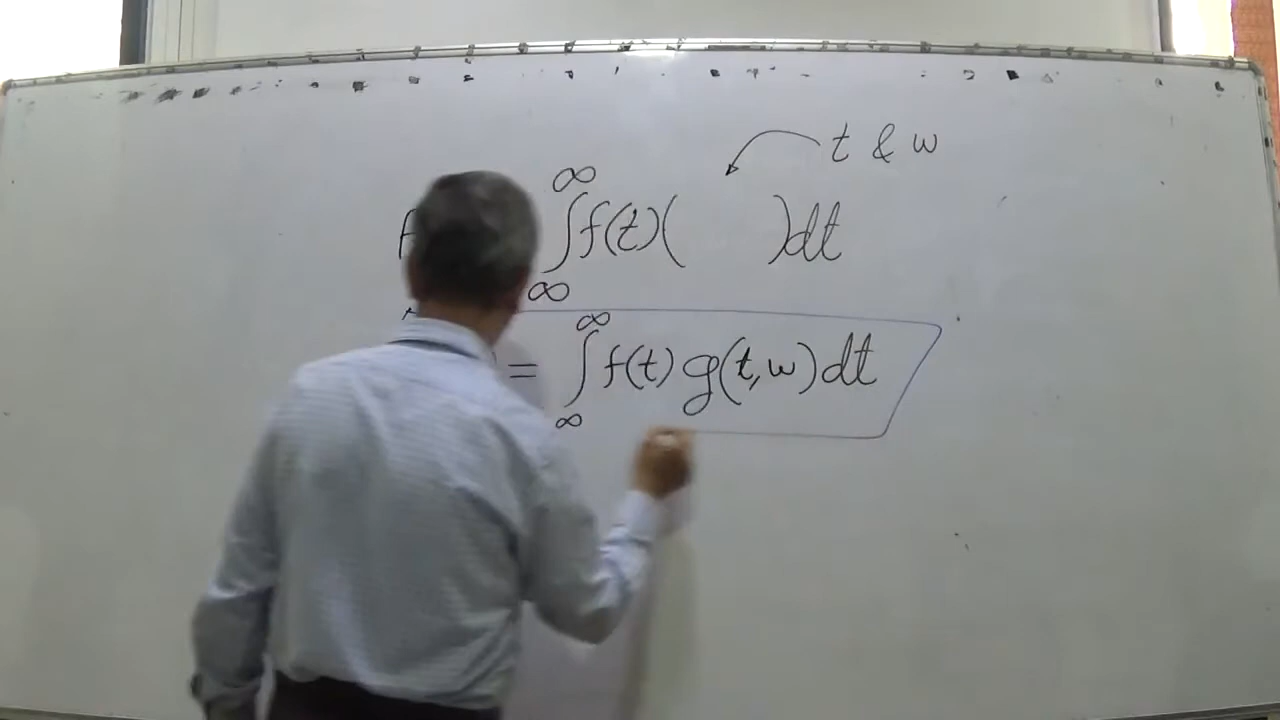 t & w
∞
∫ f(t)( )dt
∞
∞
= ∫ f(t) g(t,w) dt
∞